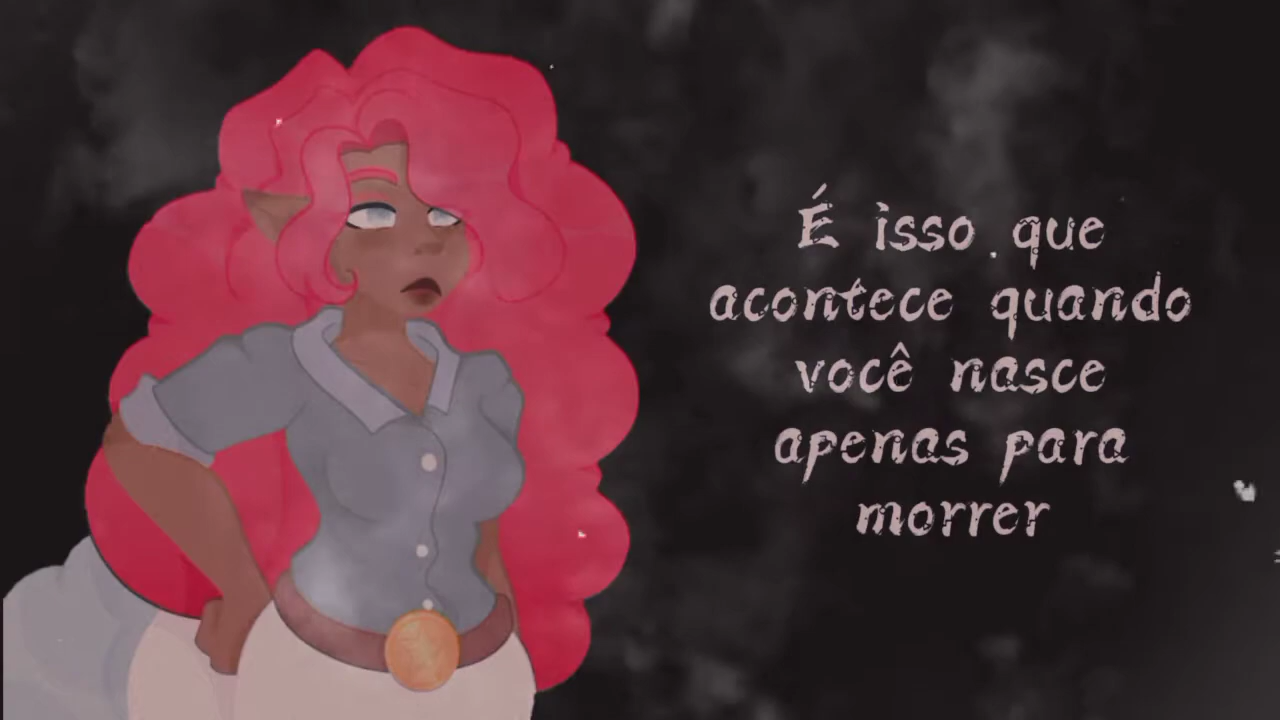 É isso que
acontece quando
você nasce
apenas para
morrer